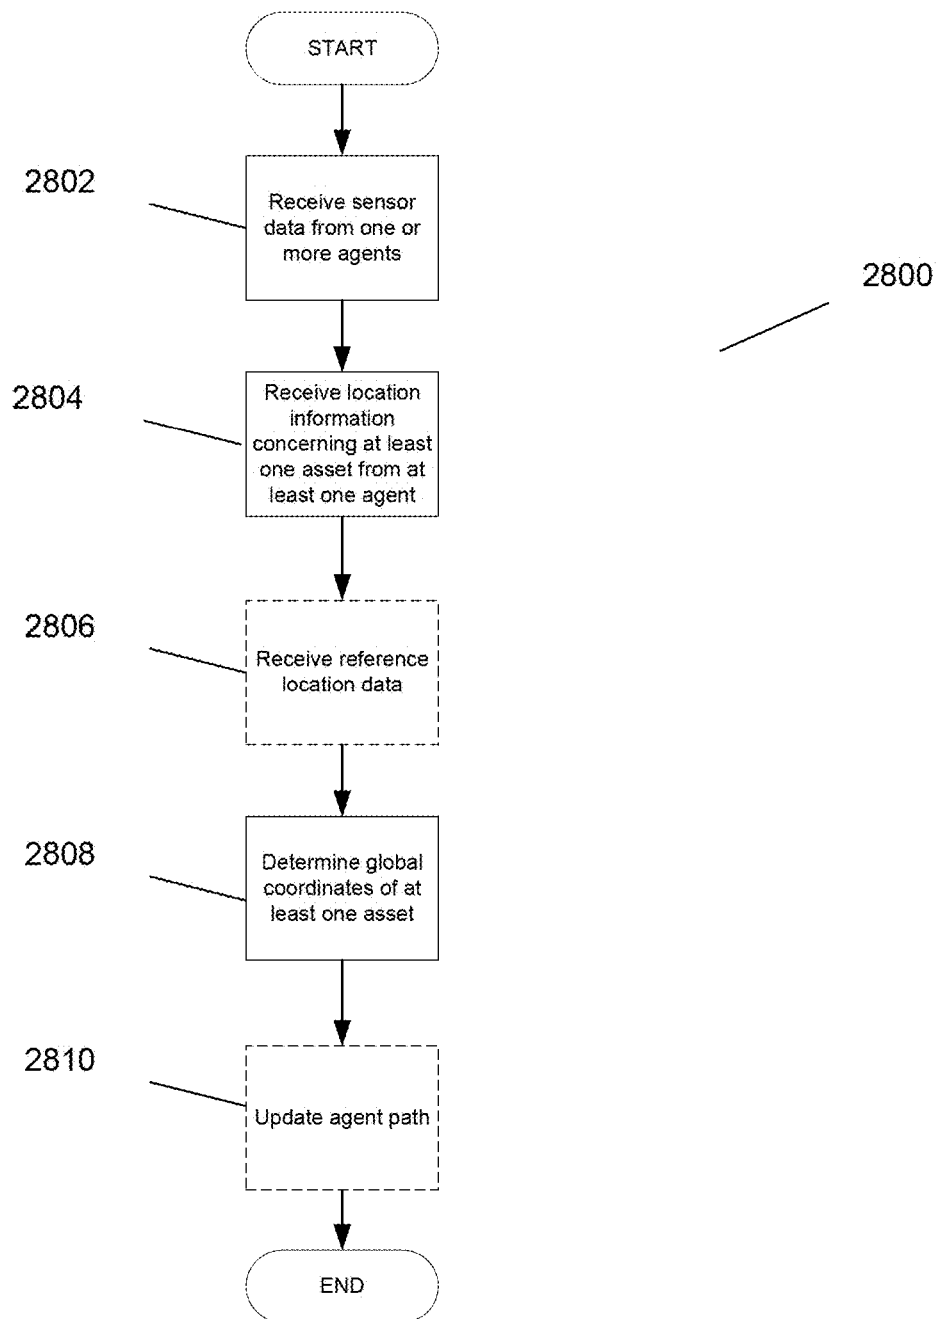 START
2802
Receive sensor
data from one or
more agents
2800
2804
Receive location
information
concerning at least
one asset from at
least one agent
2806
Receive reference
location data
2808
Determine global
coordinates of at
least one asset
2810
Update agent path
END